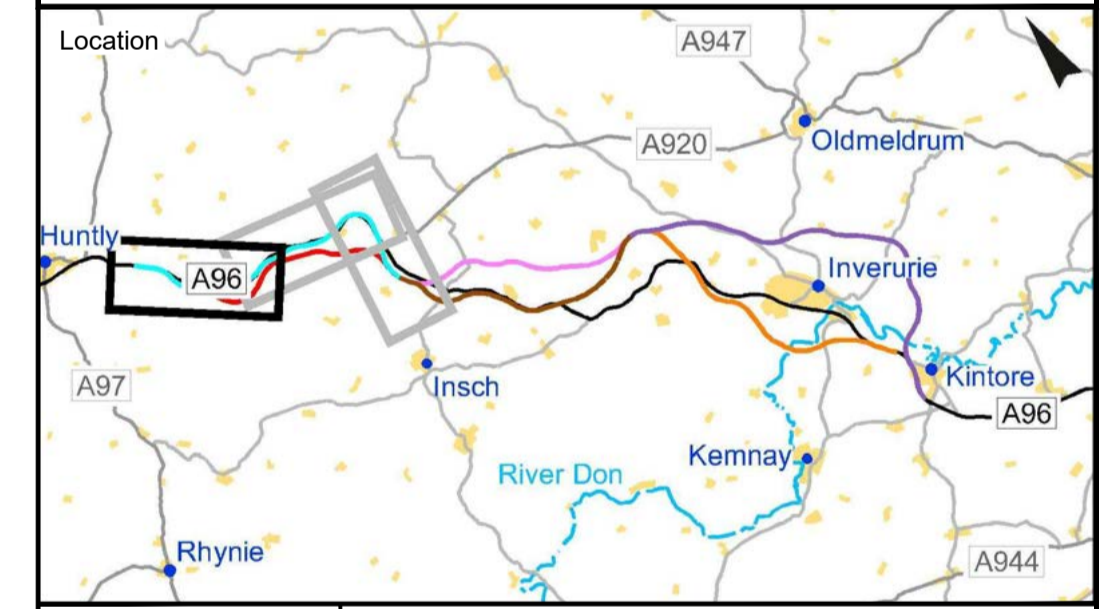 Location
A947
A920
Oldmeldrum
Huntly
A96
Inverurie
A97
Insch
Kintore
A96
Kemnay
River Don
Rhynie
A944